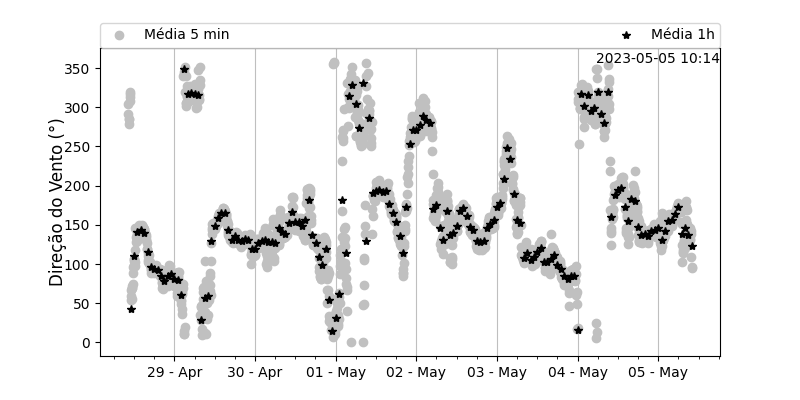 Média 5 min
Média 1h
2023-05-05 10:14
Direção do Vento (°)
350
300
250
200
150
100
50
0
29 - Apr
30 - Apr
01 - May
02 - May
03 - May
04 - May
05 - May